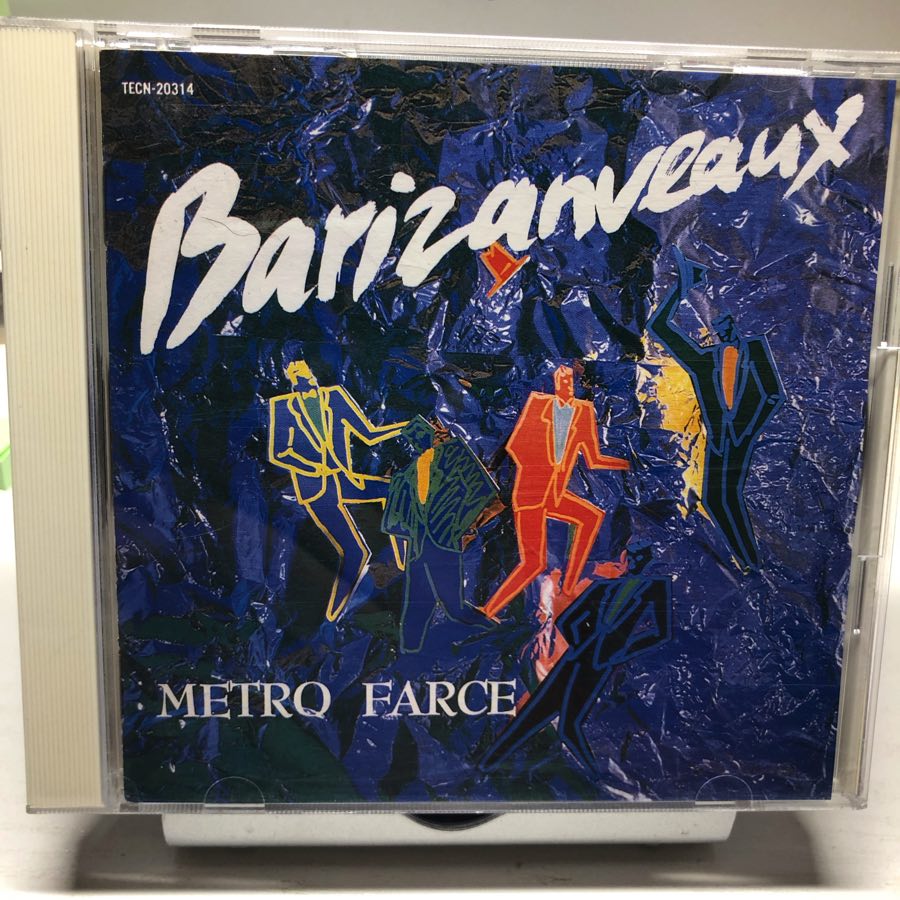 TECN-20314
Barizanveaux
METRO FARCE